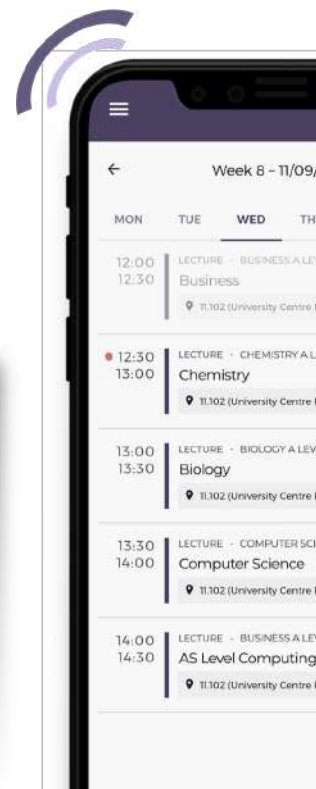 Week 8 - 11/09/
MON TUE WED TH
12:00 LECTURE - BUSINESS A LEV
12:30 Business
11.102 (University Centre
12:30 LECTURE - CHEMISTRY A L
13:00 Chemistry
11.102 (University Centre
13:00 LECTURE - BIOLOGY A LEV
13:30 Biology
11.102 (University Centre
13:30 LECTURE - COMPUTER SCI
14:00 Computer Science
11.102 (University Centre
14:00 LECTURE - BUSINESS A LEV
14:30 AS Level Computing
11.102 (University Centre